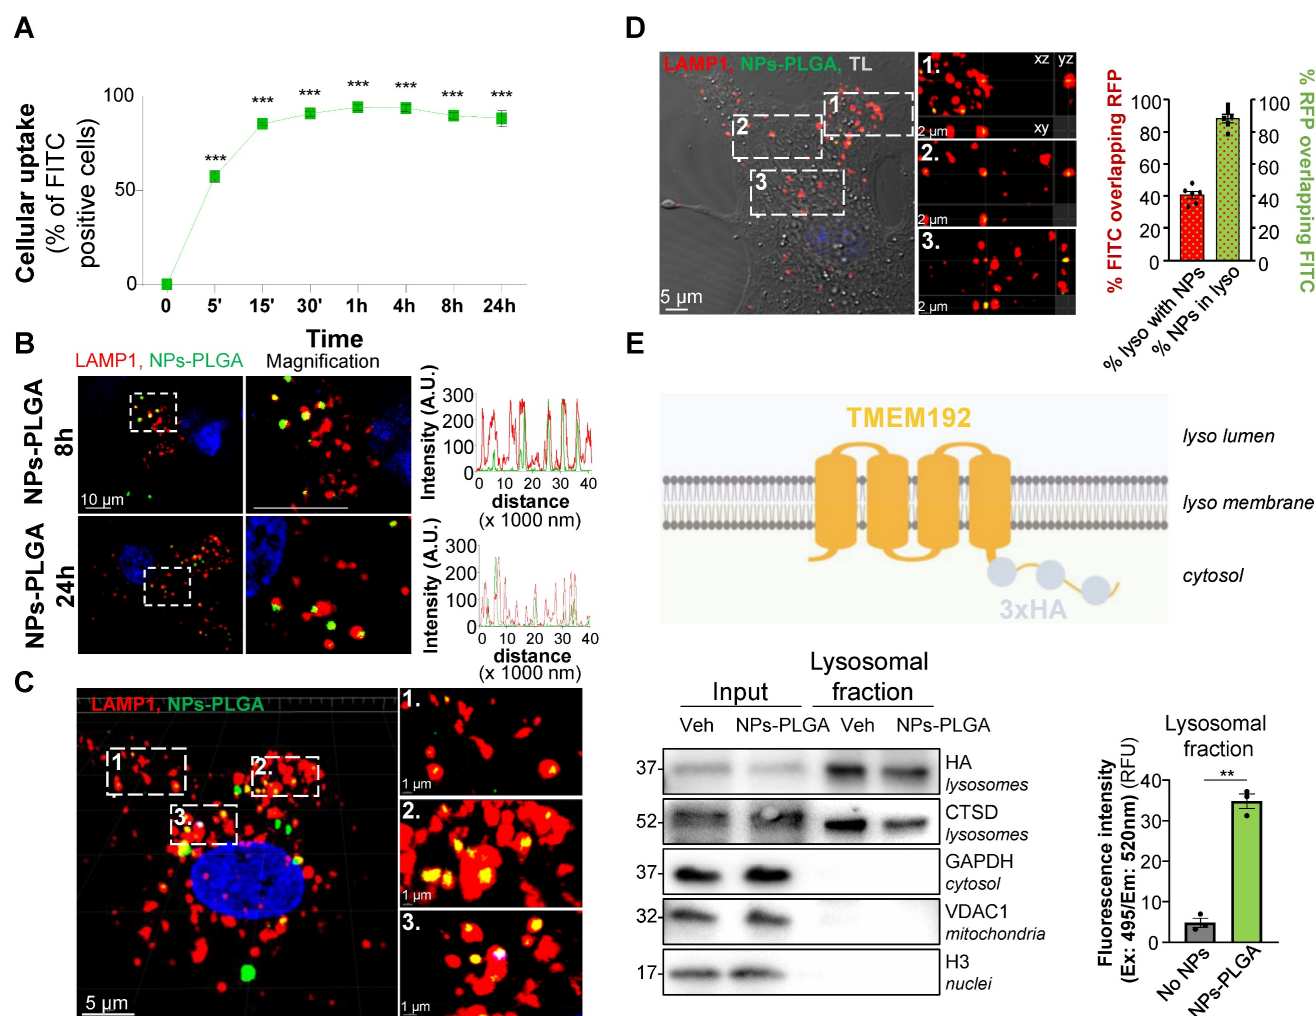 A
Cellular uptake
(% of FITC
positive cells)
100
50
0
***
***
***
***
***
***
***
0
5'
15'
30'
1h
4h
8h
24h
Time
B
LAMP1, NPs-PLGA
Magnification
NPs-PLGA
8h
10 µm
Intensity (A.U.)
300
200
100
0
0 10 20 30 40
distance
(x 1000 nm)
NPs-PLGA
24h
Intensity (A.U.)
300
200
100
0
0 10 20 30 40
distance
(x 1000 nm)
C
LAMP1, NPs-PLGA
1
2.
3.
5 µm
1.
1 µm
2.
1 µm
3.
1 µm
D
LAMP1, NPs-PLGA, TL
1
2
3
5 µm
1.
xz
yz
2 µm
xy
2.
2 µm
3.
2 µm
% FITC overlapping RFP
100
80
60
40
20
0
100
80
60
40
20
0
% RFP overlapping FITC
% lyso with NPs
% NPs in lyso
E
TMEM192
3xHA
lyso lumen
lyso membrane
cytosol
Input
Lysosomal
fraction
Veh
NPs-PLGA
Veh
NPs-PLGA
37-
HA
lysosomes
52-
CTSD
lysosomes
37-
GAPDH
cytosol
32-
VDAC1
mitochondria
17-
H3
nuclei
Lysosomal
fraction
Fluorescence intensity
(Ex: 495/Em: 520nm) (RFU)
40
30
20
10
0
**
No NPs
NPs-PLGA